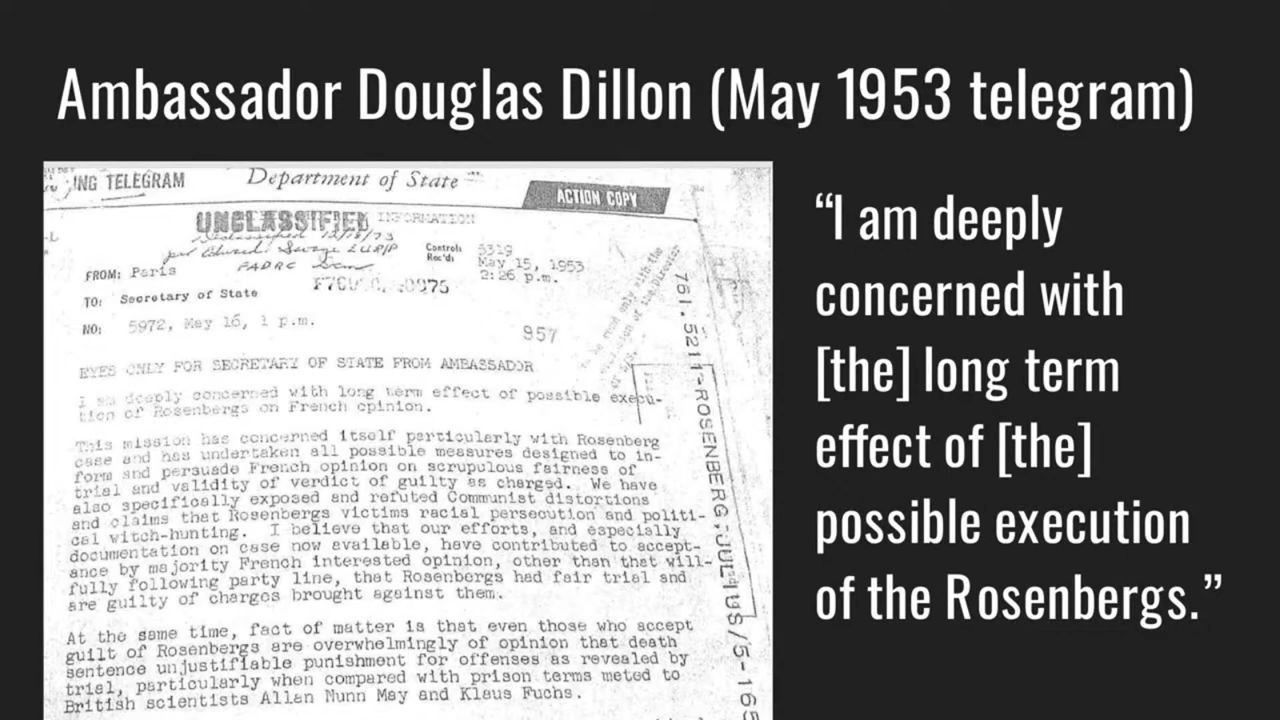 Ambassador Douglas Dillon (May 1953 telegram)
ING TELEGRAM
Department of State
ACTION COPY
UNCLASSIFIED INFORMATION
Control: 5319
Rec'd: May 15, 1953
2:26 p.m.
FROM: Paris
TO: Secretary of State
NO: 5972, May 16, 1 p.m.
957
EYES ONLY FOR SECRETARY OF STATE FROM AMBASSADOR
I am deeply concerned with long term effect of possible execu-
tion of Rosenbergs on French opinion.
This mission has concerned itself particularly with Rosenberg
case and has undertaken all possible measures designed to in-
form and persuade French opinion on scrupulous fairness of
trial and validity of verdict of guilty as charged. We have
also specifically exposed and refuted Communist distortions
and claims that Rosenbergs victims racial persecution and politi-
cal witch-hunting. I believe that our efforts, and especially
documentation on case now available, have contributed to accept-
ance by majority French interested opinion, other than that will-
fully following party line, that Rosenbergs had fair trial and
are guilty of charges brought against them.
At the same time, fact of matter is that even those who accept
guilt of Rosenbergs are overwhelmingly of opinion that death
sentence unjustifiable punishment for offenses as revealed by
trial, particularly when compared with prison terms meted to
British scientists Allan Nunn May and Klaus Fuchs.
“I am deeply
concerned with
[the] long term
effect of [the]
possible execution
of the Rosenbergs.”